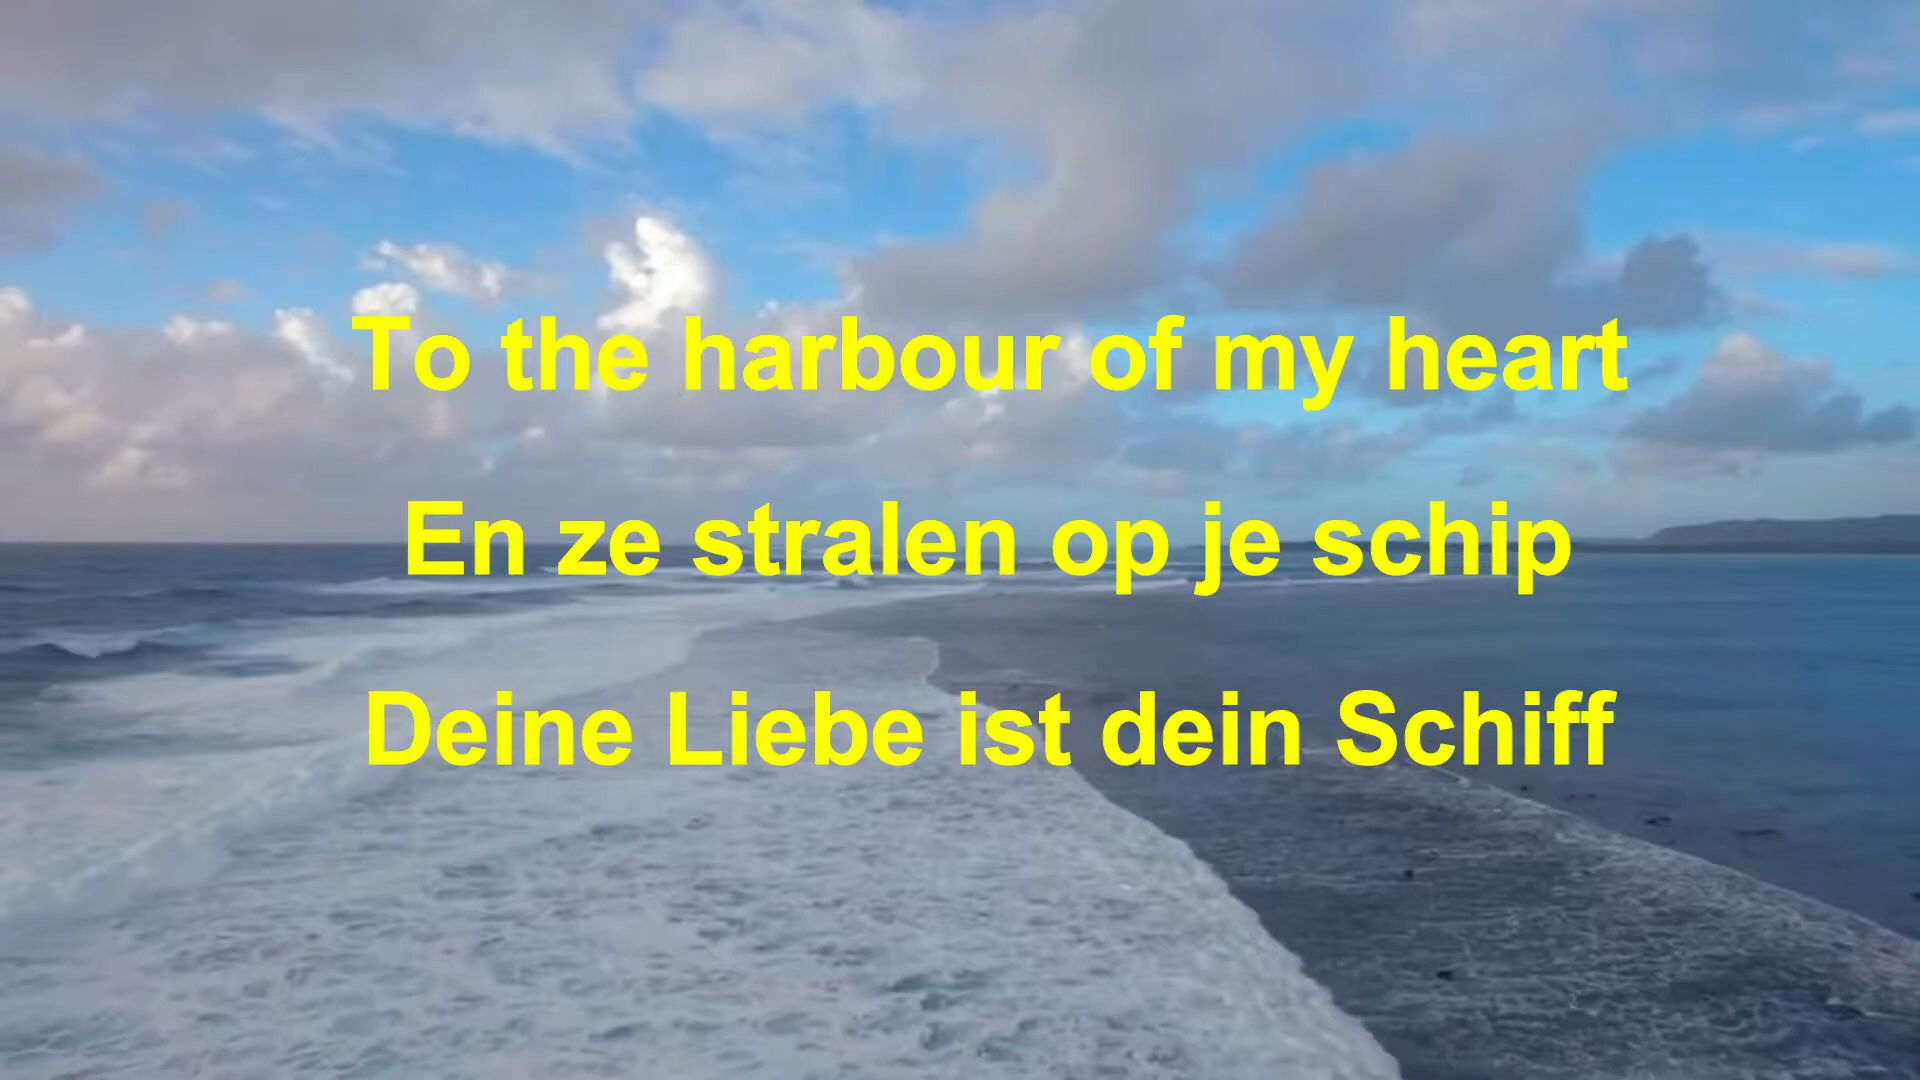 To the harbour of my heart
En ze stralen op je schip
Deine Liebe ist dein Schiff